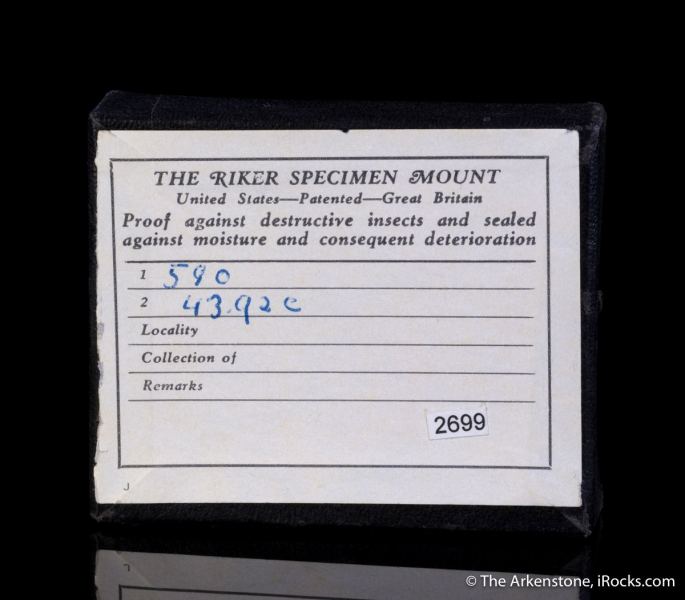 THE RIKER SPECIMEN MOUNT
United States—Patented—Great Britain
Proof against destructive insects and sealed
against moisture and consequent deterioration
1 590
2 43.92c
Locality
Collection of
Remarks
2699
J
© The Arkenstone, iRocks.com